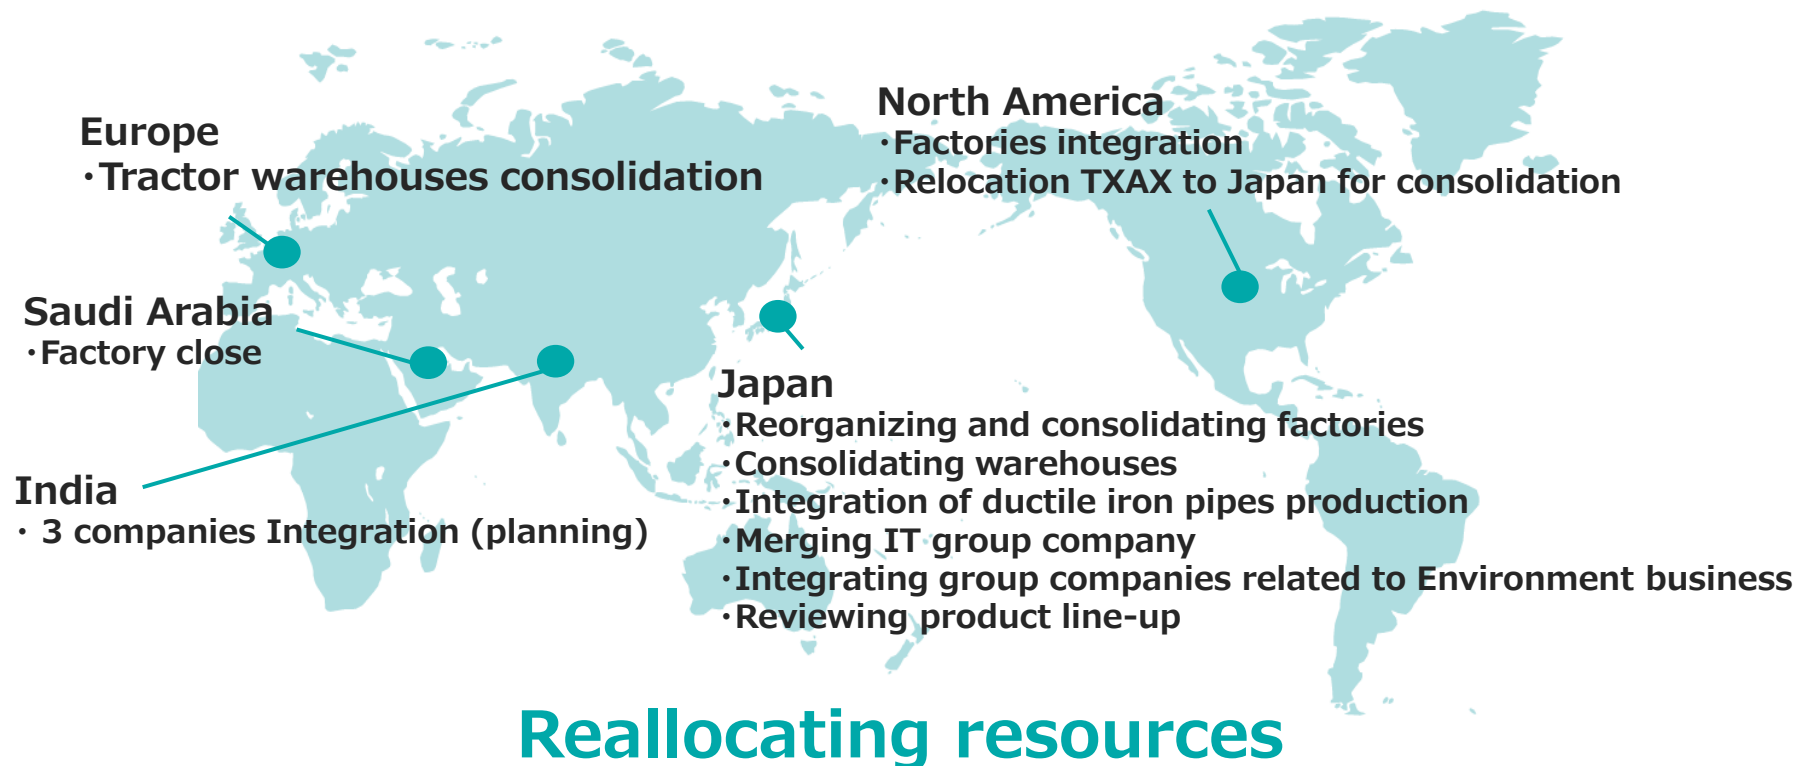 Europe
・Tractor warehouses consolidation
North America
・Factories integration
・Relocation TXAX to Japan for consolidation
Saudi Arabia
・Factory close
Japan
・Reorganizing and consolidating factories
・Consolidating warehouses
・Integration of ductile iron pipes production
・Merging IT group company
・Integrating group companies related to Environment business
・Reviewing product line-up
India
・ 3 companies Integration (planning)
Reallocating resources